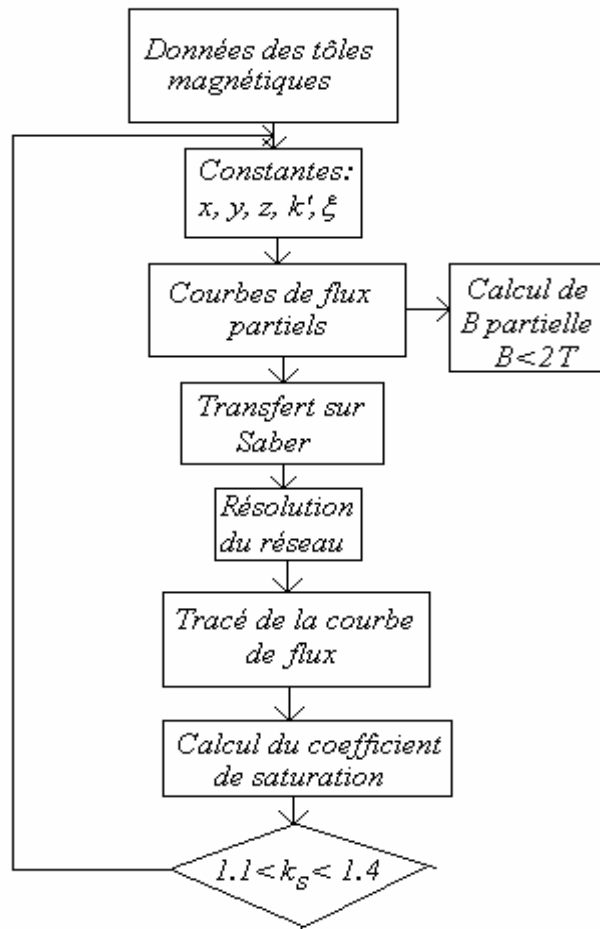 Données des tôles
magnétiques
Constantes:
x, y, z, k', ξ
Courbes de flux
partiels
Calcul de
B partielle
B<2T
Transfert sur
Saber
Résolution
du réseau
Tracé de la courbe
de flux
Calcul du coefficient
de saturation
1.1<k_s<1.4